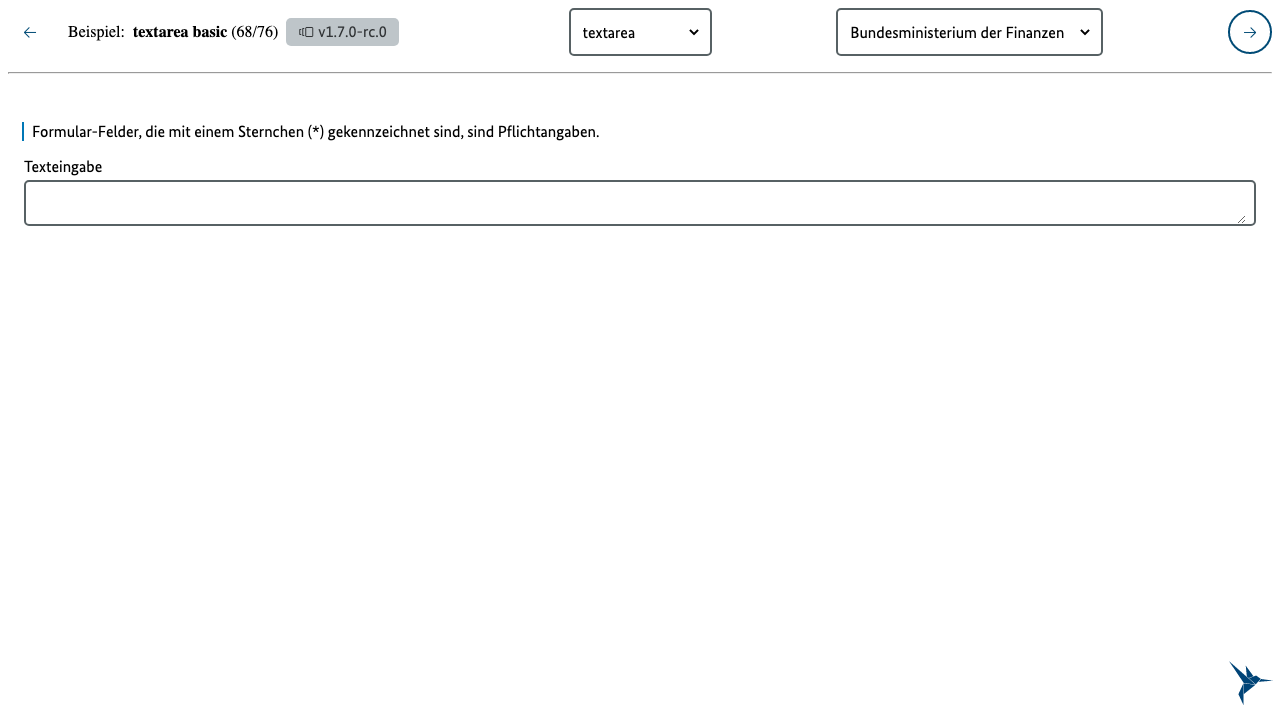 Beispiel: textarea basic (68/76) v1.7.0-rc.0 textarea Bundesministerium der Finanzen
Formular-Felder, die mit einem Sternchen (*) gekennzeichnet sind, sind Pflichtangaben.
Texteingabe